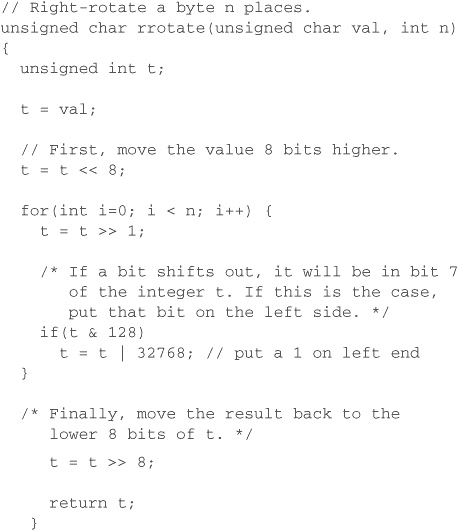 // Right-rotate a byte n places.
unsigned char rrotate(unsigned char val, int n)
{
  unsigned int t;

  t = val;

  // First, move the value 8 bits higher.
  t = t << 8;

  for(int i=0; i < n; i++) {
    t = t >> 1;

    /* If a bit shifts out, it will be in bit 7
       of the integer t. If this is the case,
       put that bit on the left side. */
    if(t & 128)
      t = t | 32768; // put a 1 on left end
  }

  /* Finally, move the result back to the
     lower 8 bits of t. */
     t = t >> 8;

     return t;
   }